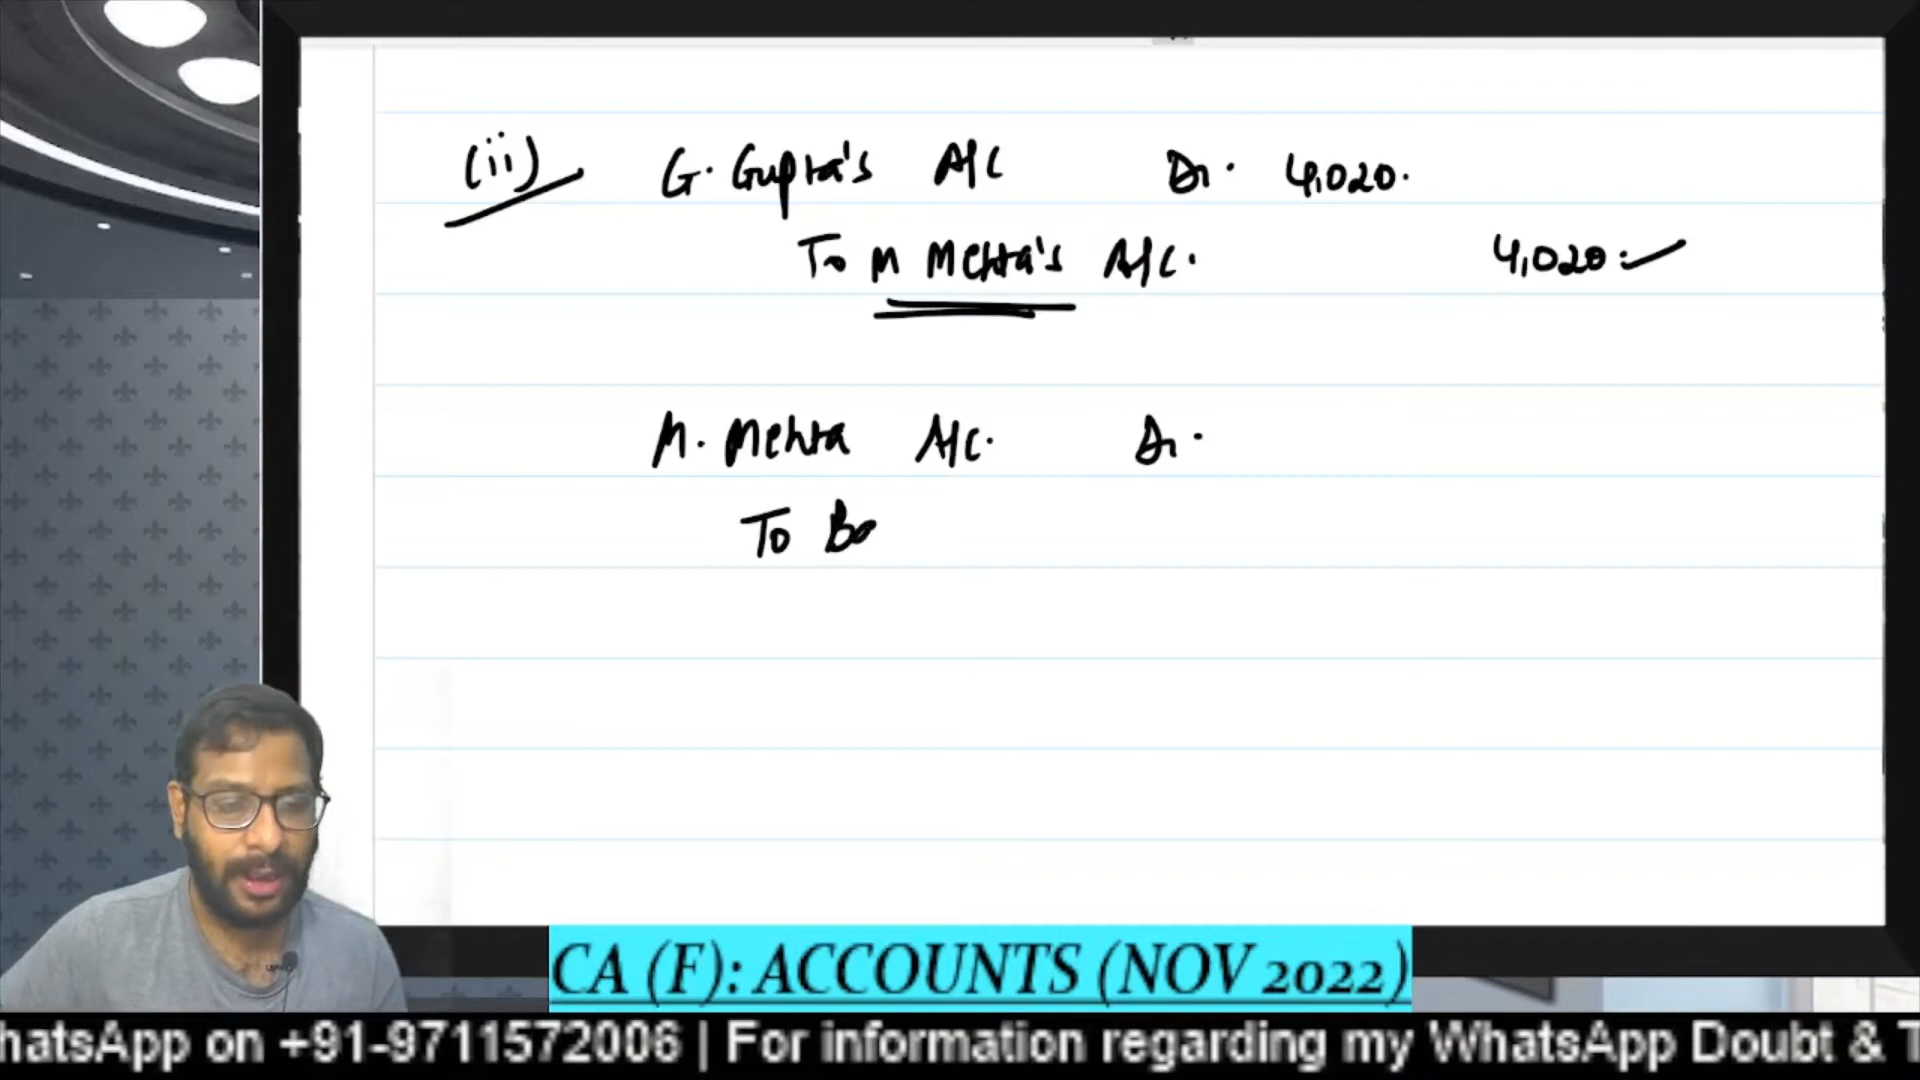 (ii) G. Gupta's A/C Dr. 4,020.
To M Mehta's A/C. 4,020.
M. Mehta A/C. Dr.
To Bo
CA (F): ACCOUNTS (NOV 2022)
hatsApp on +91-9711572006 | For information regarding my WhatsApp Doubt & T